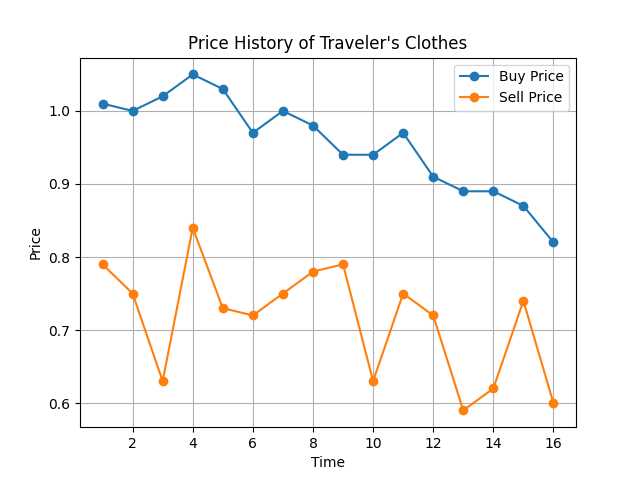 Price History of Traveler's Clothes
Buy Price
Sell Price
1.0
0.9
0.8
0.7
0.6
Price
2 4 6 8 10 12 14 16
Time